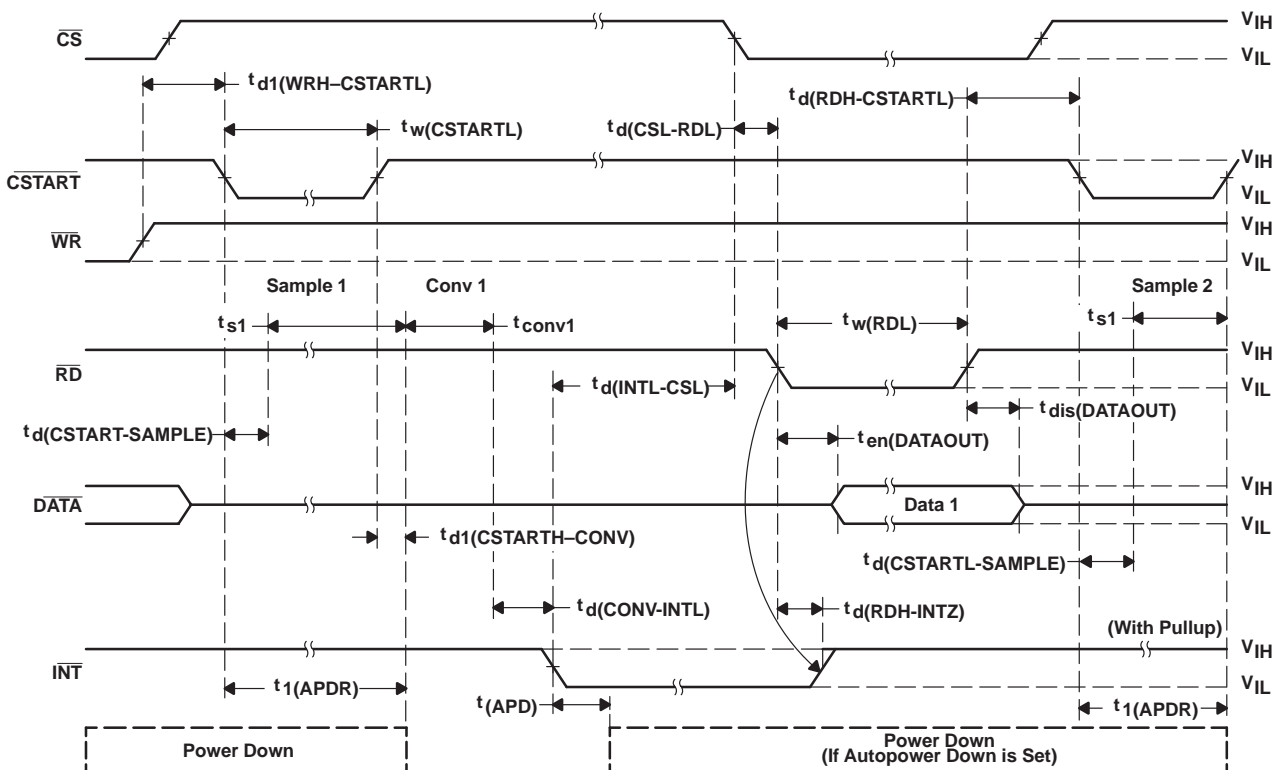 CS
VIH
VIL
td1(WRH–CSTARTL)
td(RDH-CSTARTL)
tw(CSTARTL)
td(CSL-RDL)
CSTART
VIH
VIL
WR
VIH
VIL
Sample 1
Conv 1
Sample 2
ts1
tconv1
tw(RDL)
ts1
RD
VIH
VIL
td(INTL-CSL)
tdis(DATAOUT)
td(CSTART-SAMPLE)
ten(DATAOUT)
DATA
Data 1
VIH
VIL
td1(CSTARTH–CONV)
td(CSTARTL-SAMPLE)
td(CONV-INTL)
td(RDH-INTZ)
(With Pullup)
INT
VIH
VIL
t1(APDR)
t(APD)
t1(APDR)
Power Down
Power Down
(If Autopower Down is Set)